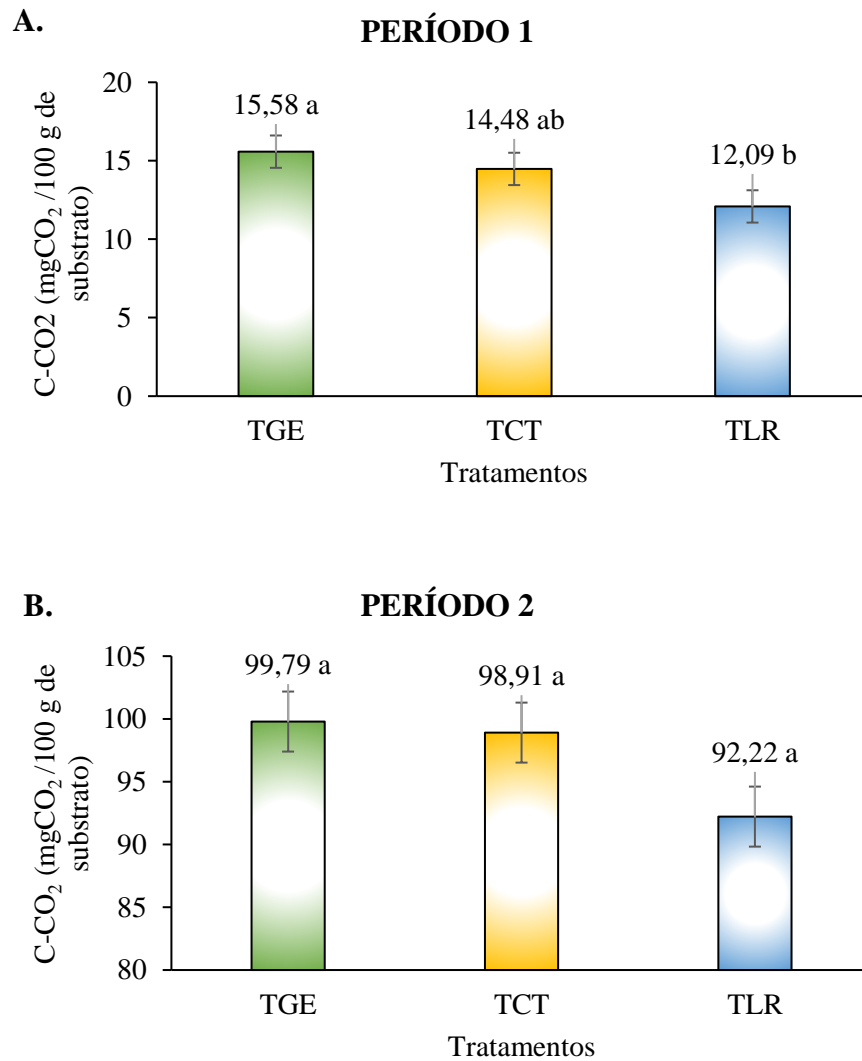 A.
PERÍODO 1
C-CO2 (mgCO₂ /100 g de
substrato)
20
15
10
5
0
15,58 a
14,48 ab
12,09 b
TGE
TCT
TLR
Tratamentos
B.
PERÍODO 2
C-CO₂ (mgCO₂ /100 g de
substrato)
105
100
95
90
85
80
99,79 a
98,91 a
92,22 a
TGE
TCT
TLR
Tratamentos